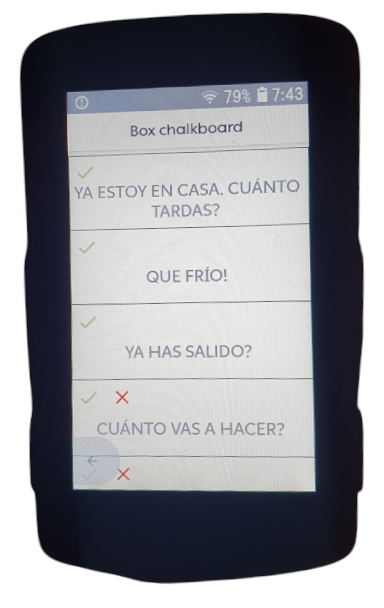 79% 7:43
Box chalkboard
YA ESTOY EN CASA. CUÁNTO
TARDAS?
QUE FRÍO!
YA HAS SALIDO?
CUÁNTO VAS A HACER?